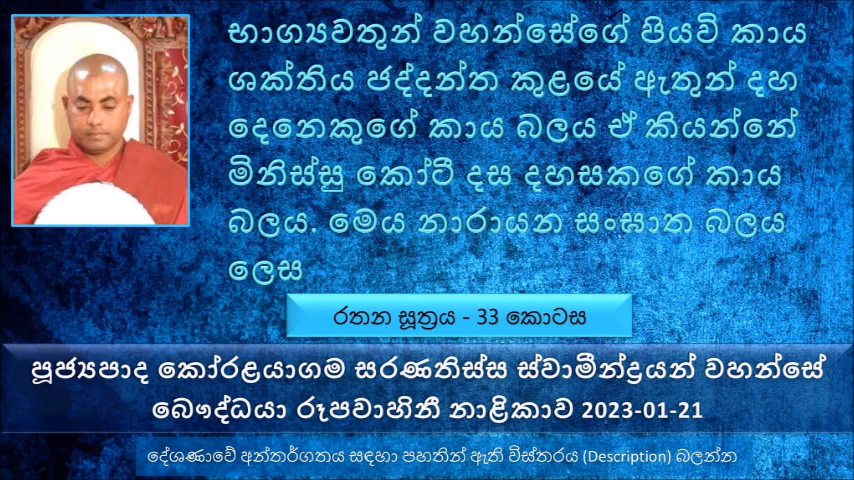 භාග්‍යවතුන් වහන්සේගේ පියවි කාය
ශක්තිය ජද්දන්ත කුළයේ ඇතුන් දහ
දෙනෙකුගේ කාය බලය ඒ කියන්නේ
මිනිස්සු කෝටී දස දහසකගේ කාය
බලය. මෙය නාරායන සංඝාත බලය
ලෙස
රතන සූත්‍රය - 33 කොටස
පූජ්‍යපාද කෝරළයාගම සරණතිස්ස ස්වාමීන්ද්‍රයන් වහන්සේ
බෞද්ධයා රූපවාහිනී නාළිකාව 2023-01-21
දේශණාවේ අන්තර්ගතය සඳහා පහතින් ඇති විස්තරය (Description) බලන්න